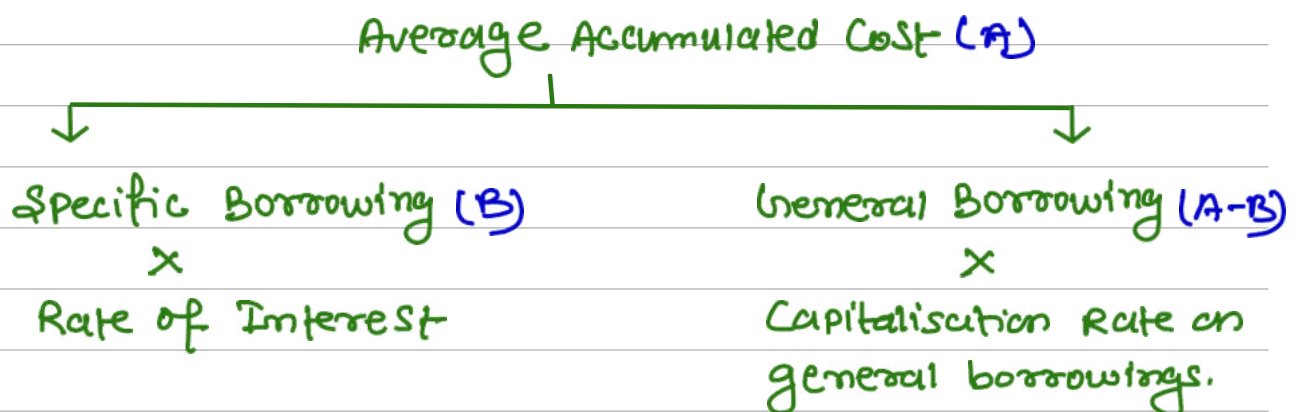 Average Accumulated Cost (A)
Specific Borrowing (B)
General Borrowing (A-B)
×
×
Rate of Interest
Capitalisation Rate on
general borrowings.